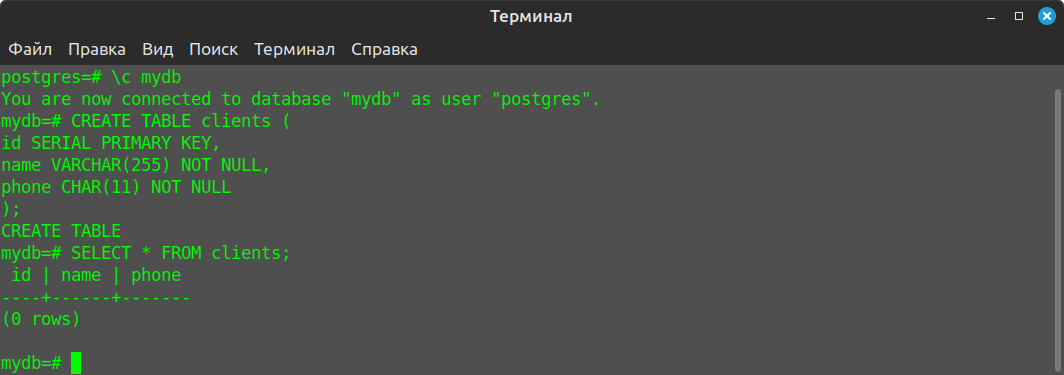 Терминал
Файл Правка Вид Поиск Терминал Справка
postgres=# \c mydb
You are now connected to database "mydb" as user "postgres".
mydb=# CREATE TABLE clients (
id SERIAL PRIMARY KEY,
name VARCHAR(255) NOT NULL,
phone CHAR(11) NOT NULL
);
CREATE TABLE
mydb=# SELECT * FROM clients;
 id | name | phone
----+------+-------
(0 rows)
mydb=#